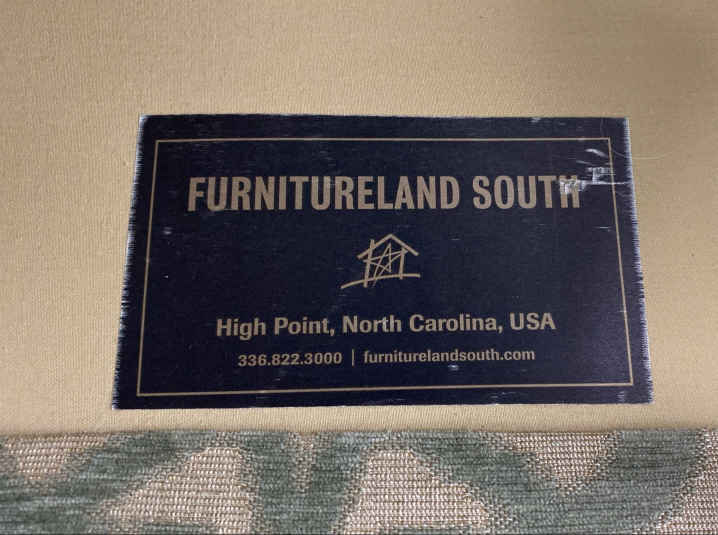 FURNITURELAND SOUTH
High Point, North Carolina, USA
336.822.3000 | furniturelandsouth.com